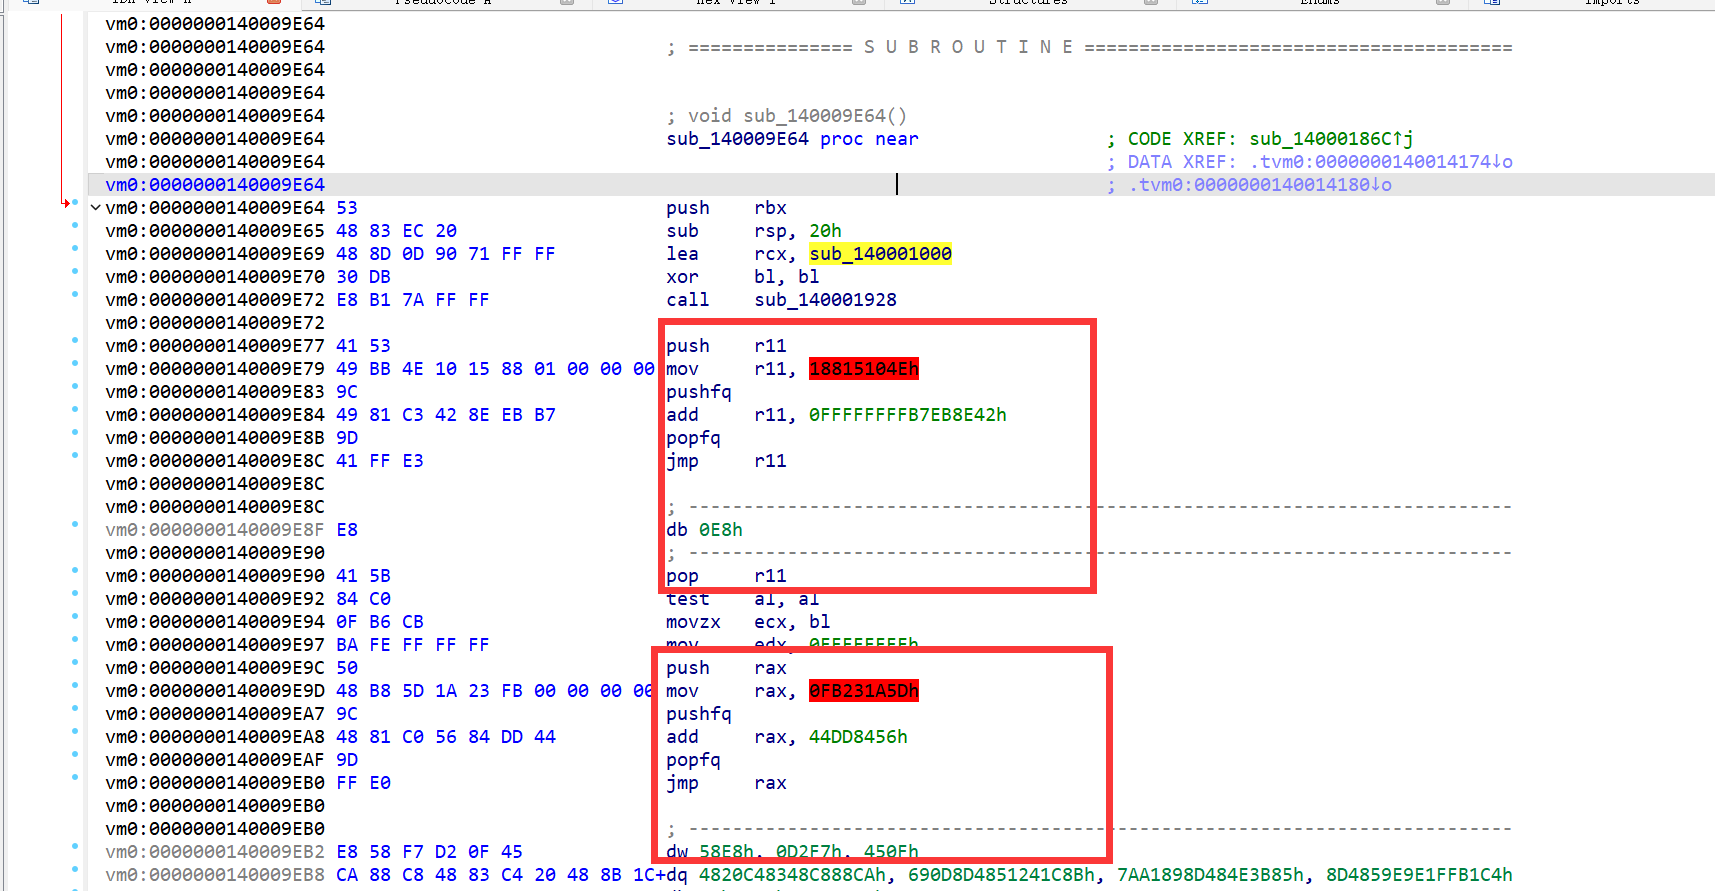 IDA View-A Pseudocode-A Hex View-1 Structures Enums Imports
vm0:0000000140009E64
vm0:0000000140009E64 ; =============== S U B R O U T I N E =======================================
vm0:0000000140009E64
vm0:0000000140009E64
vm0:0000000140009E64 ; void sub_140009E64()
vm0:0000000140009E64 sub_140009E64 proc near ; CODE XREF: sub_14000186C↑j
vm0:0000000140009E64 ; DATA XREF: .tvm0:0000000140014174↓o
vm0:0000000140009E64 ; .tvm0:0000000140014180↓o
vm0:0000000140009E64 53 push rbx
vm0:0000000140009E65 48 83 EC 20 sub rsp, 20h
vm0:0000000140009E69 48 8D 0D 90 71 FF FF lea rcx, sub_140001000
vm0:0000000140009E70 30 DB xor bl, bl
vm0:0000000140009E72 E8 B1 7A FF FF call sub_140001928
vm0:0000000140009E72
vm0:0000000140009E77 41 53 push r11
vm0:0000000140009E79 49 BB 4E 10 15 88 01 00 00 00 mov r11, 18815104Eh
vm0:0000000140009E83 9C pushfq
vm0:0000000140009E84 49 81 C3 42 8E EB B7 add r11, 0FFFFFFFFB7EB8E42h
vm0:0000000140009E8B 9D popfq
vm0:0000000140009E8C 41 FF E3 jmp r11
vm0:0000000140009E8C
vm0:0000000140009E8C ; ---------------------------------------------------------------------------
vm0:0000000140009E8F E8 db 0E8h
vm0:0000000140009E90 ; ---------------------------------------------------------------------------
vm0:0000000140009E90 41 5B pop r11
vm0:0000000140009E92 84 C0 test al, al
vm0:0000000140009E94 0F B6 CB movzx ecx, bl
vm0:0000000140009E97 BA FE FF FF FF mov edx, 0FFFFFFFEh
vm0:0000000140009E9C 50 push rax
vm0:0000000140009E9D 48 B8 5D 1A 23 FB 00 00 00 00 mov rax, 0FB231A5Dh
vm0:0000000140009EA7 9C pushfq
vm0:0000000140009EA8 48 81 C0 56 84 DD 44 add rax, 44DD8456h
vm0:0000000140009EAF 9D popfq
vm0:0000000140009EB0 FF E0 jmp rax
vm0:0000000140009EB0
vm0:0000000140009EB0 ; ---------------------------------------------------------------------------
vm0:0000000140009EB2 E8 58 F7 D2 0F 45 dw 58E8h, 0D2F7h, 450Fh
vm0:0000000140009EB8 CA 88 C8 48 83 C4 20 48 8B 1C+dq 4820C48348C888CAh, 690D8D4851241C8Bh, 7AA1898D484E3B85h, 8D4859E9E1FFB1C4h